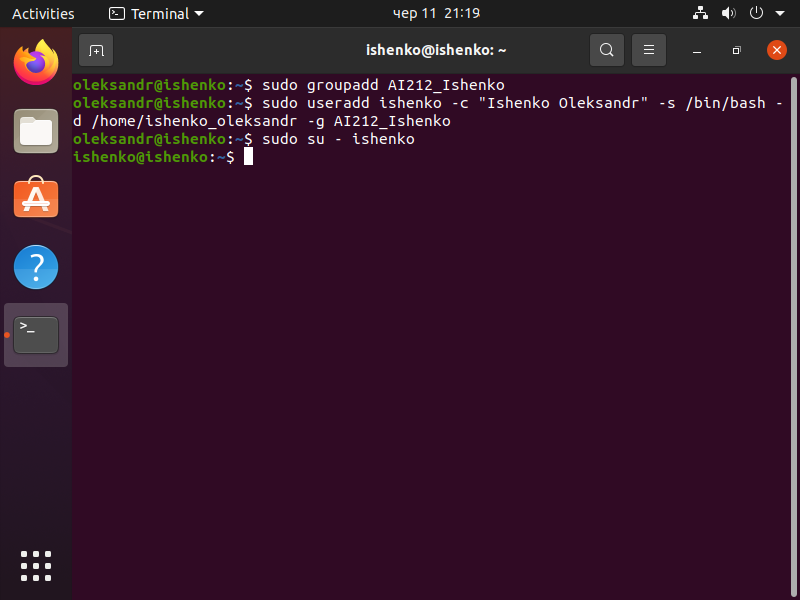 Activities
Terminal
чер 11 21:19
ishenko@ishenko: ~
oleksandr@ishenko:~$ sudo groupadd AI212_Ishenko
oleksandr@ishenko:~$ sudo useradd ishenko -c "Ishenko Oleksandr" -s /bin/bash -
d /home/ishenko_oleksandr -g AI212_Ishenko
oleksandr@ishenko:~$ sudo su - ishenko
ishenko@ishenko:~$